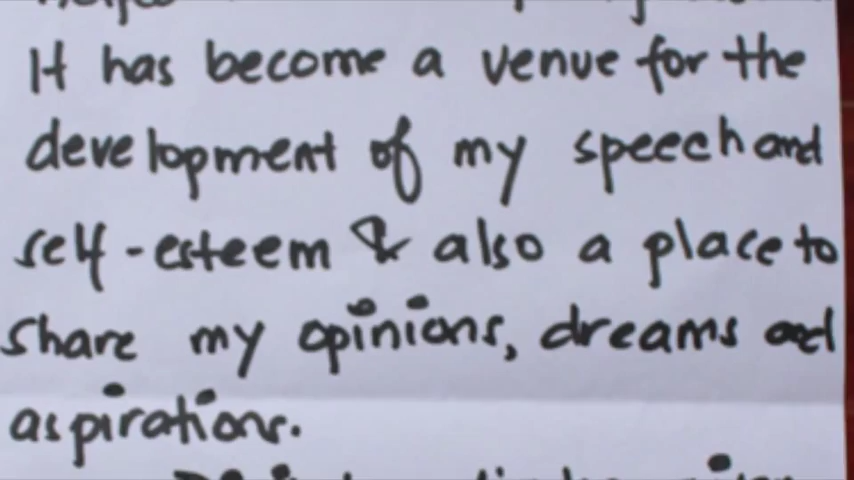 It has become a venue for the
development of my speech and
self-esteem & also a place to
share my opinions, dreams and
aspirations.